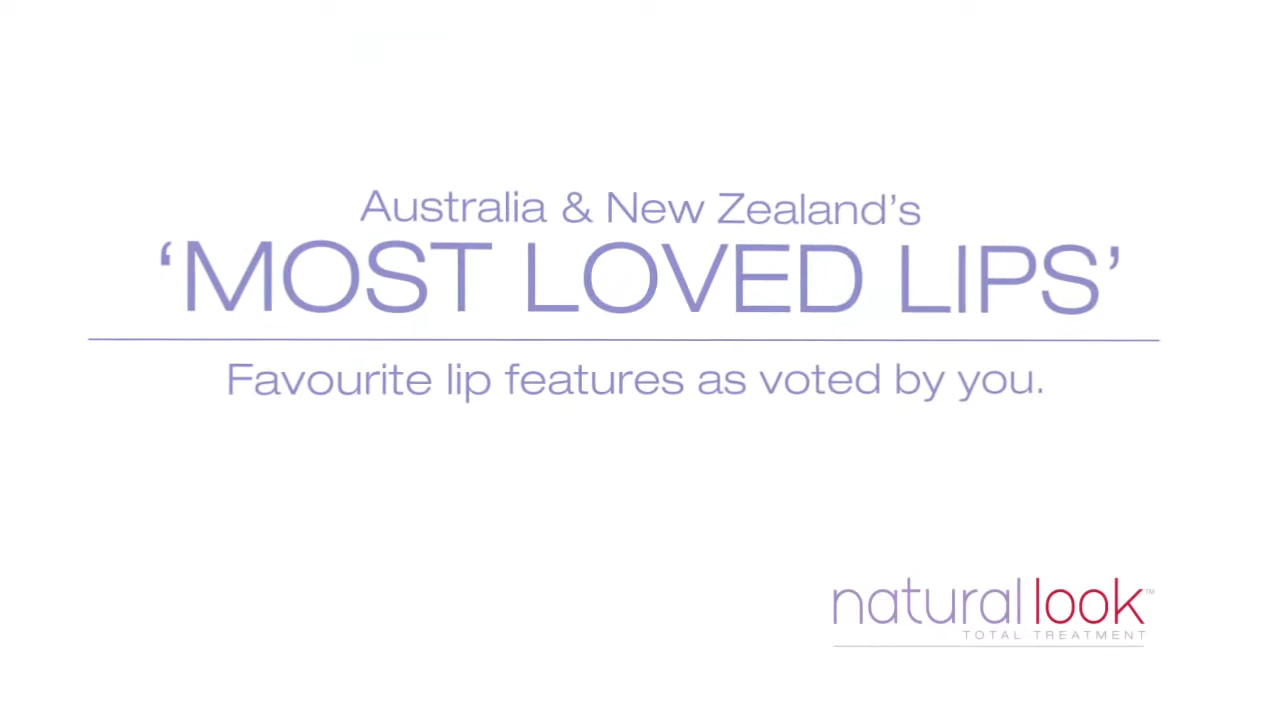 Australia & New Zealand’s
‘MOST LOVED LIPS’
Favourite lip features as voted by you.
natural look™
TOTAL TREATMENT